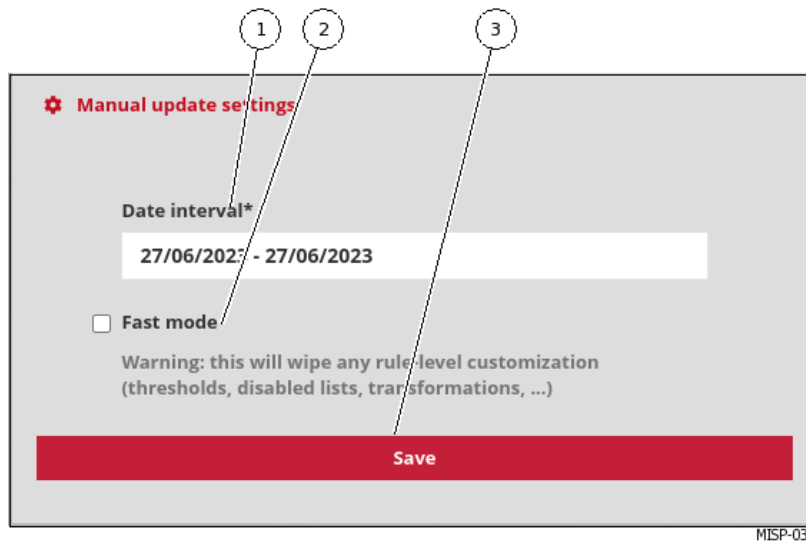 1 2 3
Manual update settings
Date interval*
27/06/2023 - 27/06/2023
Fast mode
Warning: this will wipe any rule-level customization
(thresholds, disabled lists, transformations, ...)
Save
MISP-03